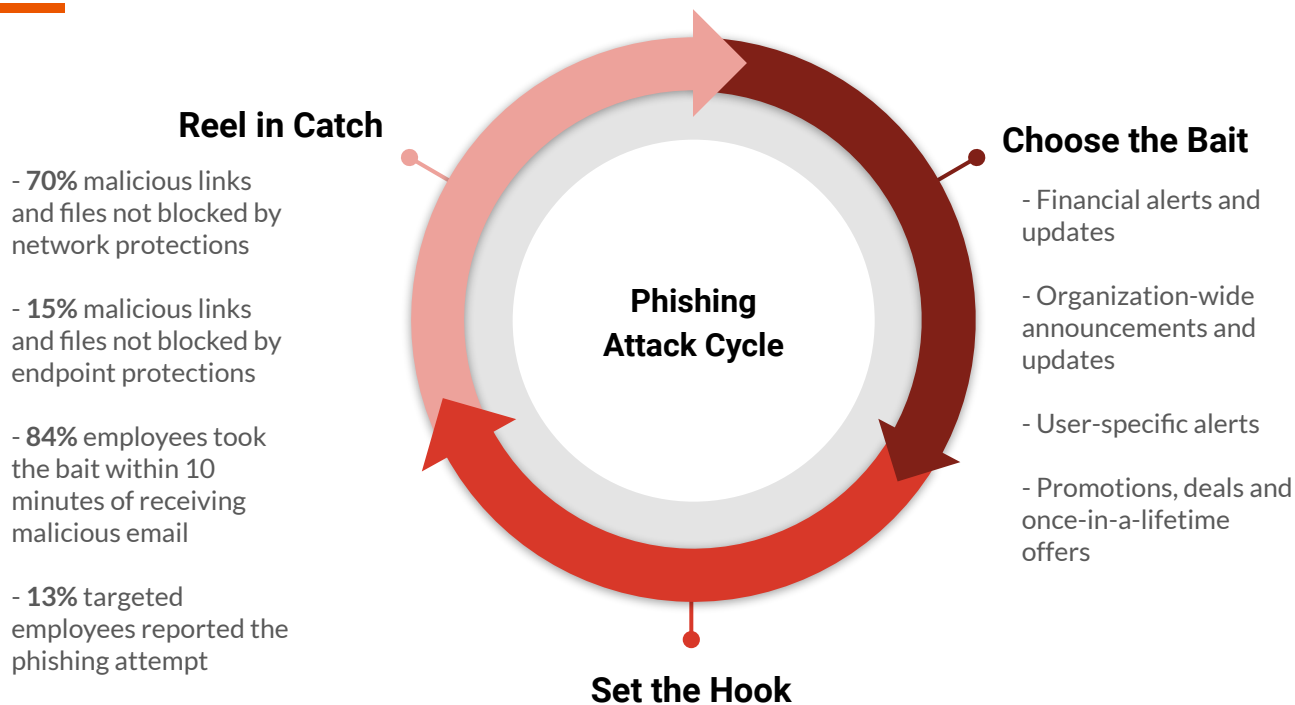 Reel in Catch
- 70% malicious links
and files not blocked by
network protections
- 15% malicious links
and files not blocked by
endpoint protections
- 84% employees took
the bait within 10
minutes of receiving
malicious email
- 13% targeted
employees reported the
phishing attempt
Phishing
Attack Cycle
Choose the Bait
- Financial alerts and
updates
- Organization-wide
announcements and
updates
- User-specific alerts
- Promotions, deals and
once-in-a-lifetime
offers
Set the Hook